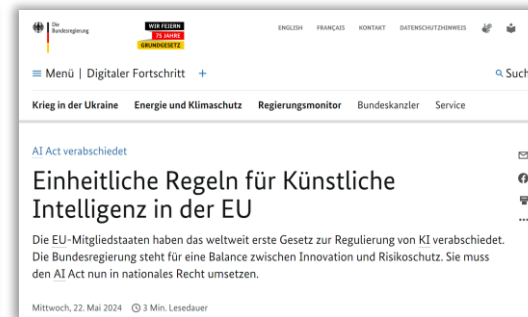 Die
Bundesregierung
WIR FEIERN
75 JAHRE
GRUNDGESETZ
ENGLISH FRANÇAIS KONTAKT DATENSCHUTZHINWEIS
Menü | Digitaler Fortschritt +
Such
Krieg in der Ukraine Energie und Klimaschutz Regierungsmonitor Bundeskanzler Service
AI Act verabschiedet
Einheitliche Regeln für Künstliche
Intelligenz in der EU
Die EU-Mitgliedstaaten haben das weltweit erste Gesetz zur Regulierung von KI verabschiedet.
Die Bundesregierung steht für eine Balance zwischen Innovation und Risikoschutz. Sie muss
den AI Act nun in nationales Recht umsetzen.
Mittwoch, 22. Mai 2024 3 Min. Lesedauer